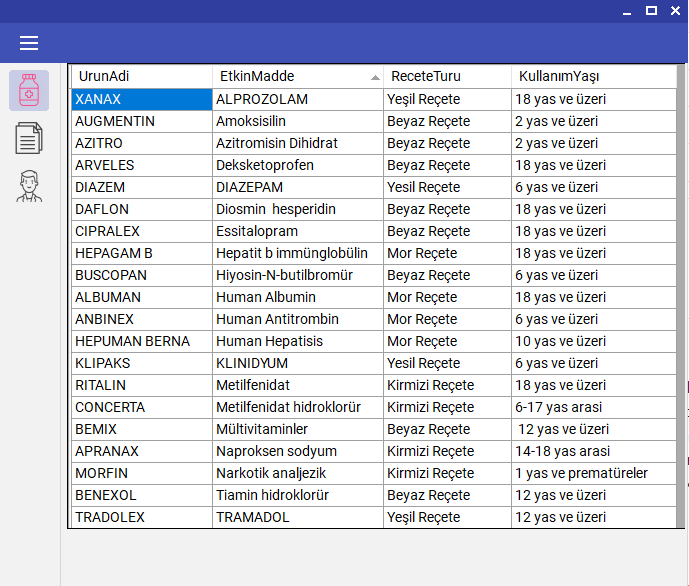 UrunAdi EtkinMadde ReceteTuru KullanımYaşı
XANAX ALPROZOLAM Yeşil Reçete 18 yas ve üzeri
AUGMENTIN Amoksisilin Beyaz Reçete 2 yas ve üzeri
AZITRO Azitromisin Dihidrat Beyaz Reçete 2 yas ve üzeri
ARVELES Deksketoprofen Beyaz Reçete 18 yas ve üzeri
DIAZEM DIAZEPAM Yesil Reçete 6 yas ve üzeri
DAFLON Diosmin hesperidin Beyaz Reçete 18 yas ve üzeri
CIPRALEX Essitalopram Beyaz Reçete 18 yas ve üzeri
HEPAGAM B Hepatit b immünglobülin Mor Reçete 18 yas ve üzeri
BUSCOPAN Hiyosin-N-butilbromür Beyaz Reçete 6 yas ve üzeri
ALBUMAN Human Albumin Mor Reçete 18 yas ve üzeri
ANBINEX Human Antitrombin Mor Reçete 6 yas ve üzeri
HEPUMAN BERNA Human Hepatisis Mor Reçete 10 yas ve üzeri
KLIPAKS KLINIDYUM Yesil Reçete 6 yas ve üzeri
RITALIN Metilfenidat Kirmizi Reçete 18 yas ve üzeri
CONCERTA Metilfenidat hidroklorür Kirmizi Reçete 6-17 yas arasi
BEMIX Mültivitaminler Beyaz Reçete 12 yas ve üzeri
APRANAX Naproksen sodyum Kirmizi Reçete 14-18 yas arasi
MORFIN Narkotik analjezik Kirmizi Reçete 1 yas ve prematüreler
BENEXOL Tiamin hidroklorür Beyaz Reçete 12 yas ve üzeri
TRADOLEX TRAMADOL Yeşil Reçete 12 yas ve üzeri